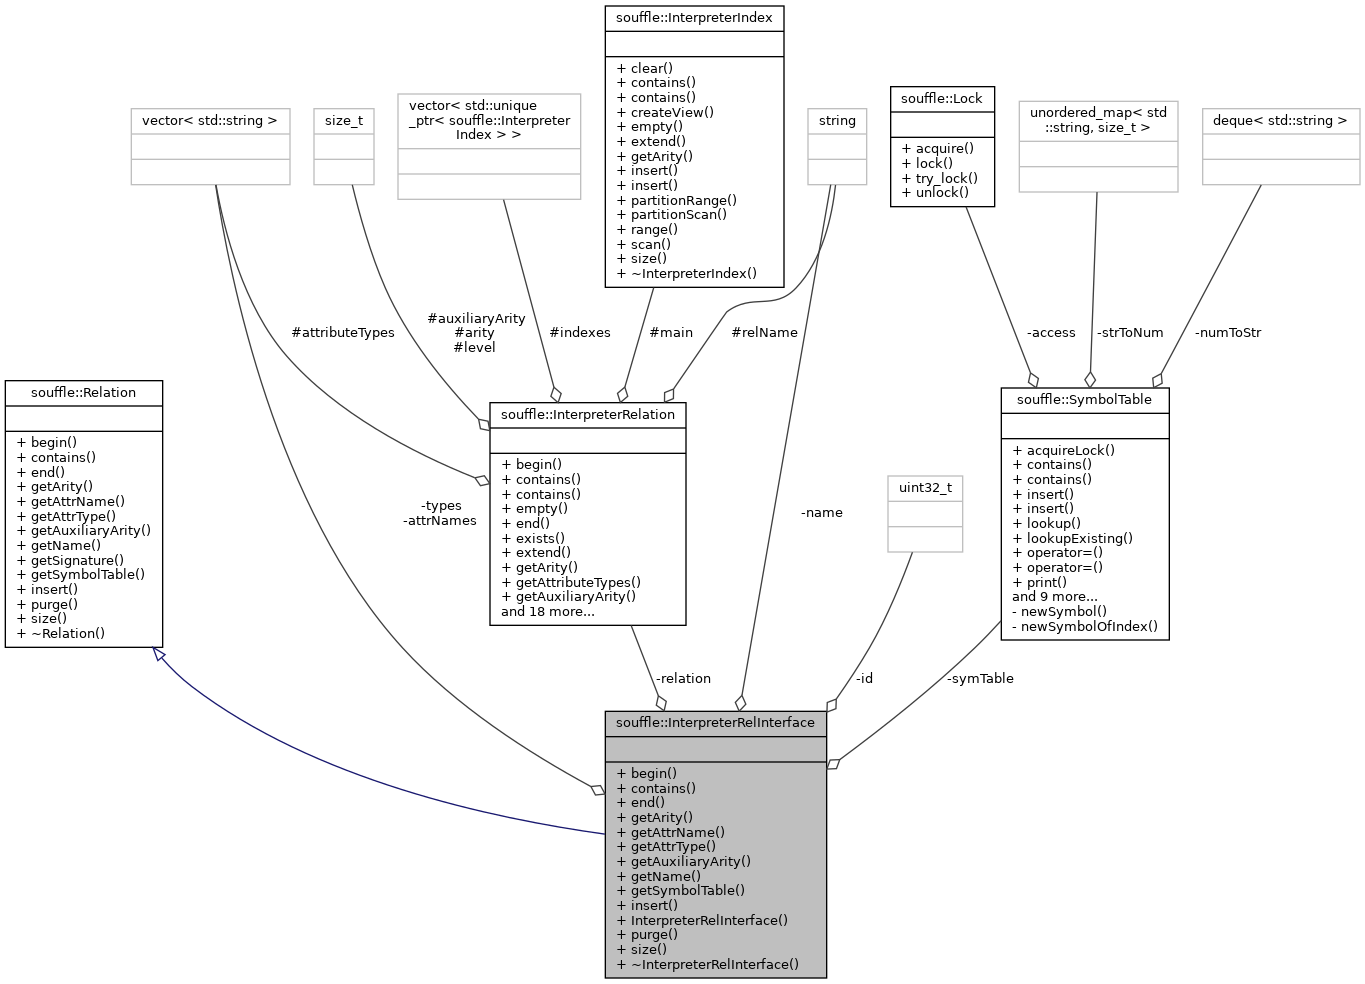 souffle::InterpreterIndex
+ clear()
+ contains()
+ contains()
+ createView()
+ empty()
+ extend()
+ getArity()
+ insert()
+ insert()
+ partitionRange()
+ partitionScan()
+ range()
+ scan()
+ size()
+ ~InterpreterIndex()
vector< std::string >
size_t
vector< std::unique
_ptr< souffle::Interpreter
Index > >
string
souffle::Lock
+ acquire()
+ lock()
+ try_lock()
+ unlock()
unordered_map< std
::string, size_t >
deque< std::string >
#attributeTypes
#auxiliaryArity
#arity
#level
#indexes
#main
#relName
-access
-strToNum
-numToStr
souffle::Relation
+ begin()
+ contains()
+ end()
+ getArity()
+ getAttrName()
+ getAttrType()
+ getAuxiliaryArity()
+ getName()
+ getSignature()
+ getSymbolTable()
+ insert()
+ purge()
+ size()
+ ~Relation()
souffle::InterpreterRelation
+ begin()
+ contains()
+ contains()
+ empty()
+ end()
+ exists()
+ extend()
+ getArity()
+ getAttributeTypes()
+ getAuxiliaryArity()
and 18 more...
souffle::SymbolTable
+ acquireLock()
+ contains()
+ contains()
+ insert()
+ insert()
+ lookup()
+ lookupExisting()
+ operator=()
+ operator=()
+ print()
and 9 more...
- newSymbol()
- newSymbolOfIndex()
-types
-attrNames
-name
uint32_t
-relation
-id
-symTable
souffle::InterpreterRelInterface
+ begin()
+ contains()
+ end()
+ getArity()
+ getAttrName()
+ getAttrType()
+ getAuxiliaryArity()
+ getName()
+ getSymbolTable()
+ insert()
+ InterpreterRelInterface()
+ purge()
+ size()
+ ~InterpreterRelInterface()